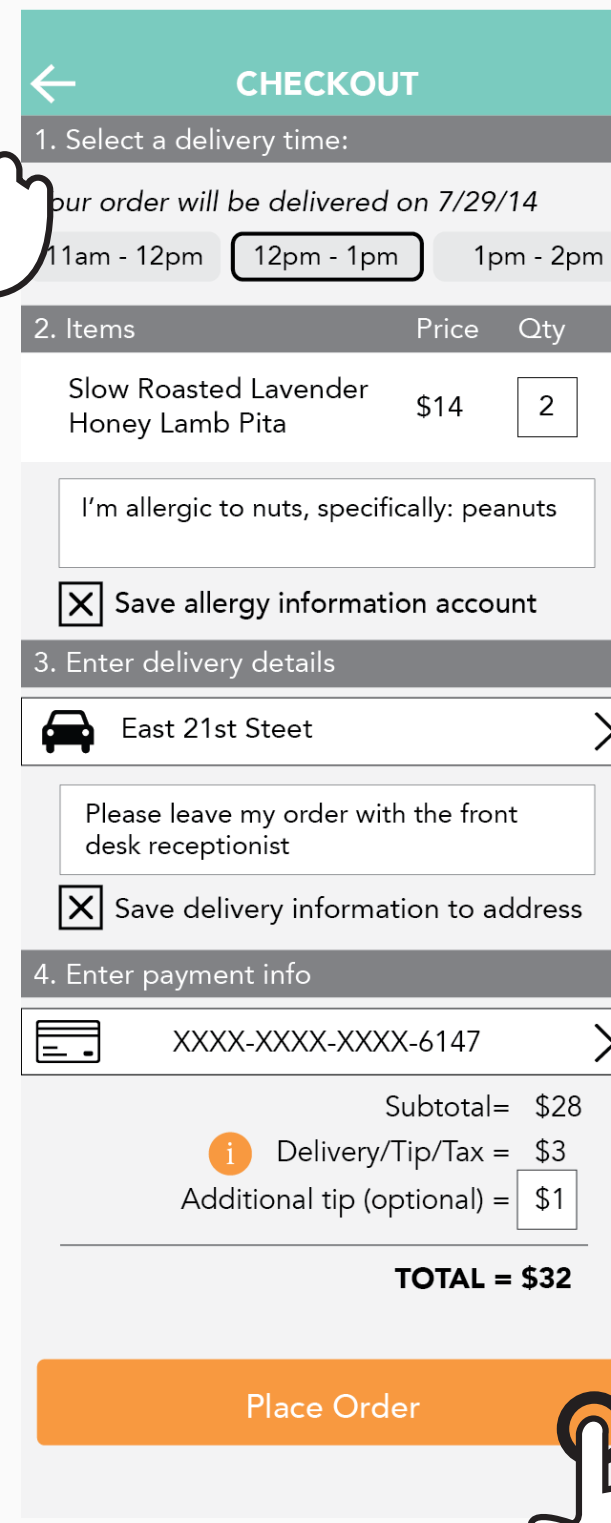 CHECKOUT
1. Select a delivery time:
our order will be delivered on 7/29/14
11am - 12pm 12pm - 1pm 1pm - 2pm
2. Items Price Qty
Slow Roasted Lavender
Honey Lamb Pita
$14 2
I'm allergic to nuts, specifically: peanuts
Save allergy information account
3. Enter delivery details
East 21st Steet
Please leave my order with the front
desk receptionist
Save delivery information to address
4. Enter payment info
XXXX-XXXX-XXXX-6147
Subtotal= $28
i Delivery/Tip/Tax = $3
Additional tip (optional) = $1
TOTAL = $32
Place Order